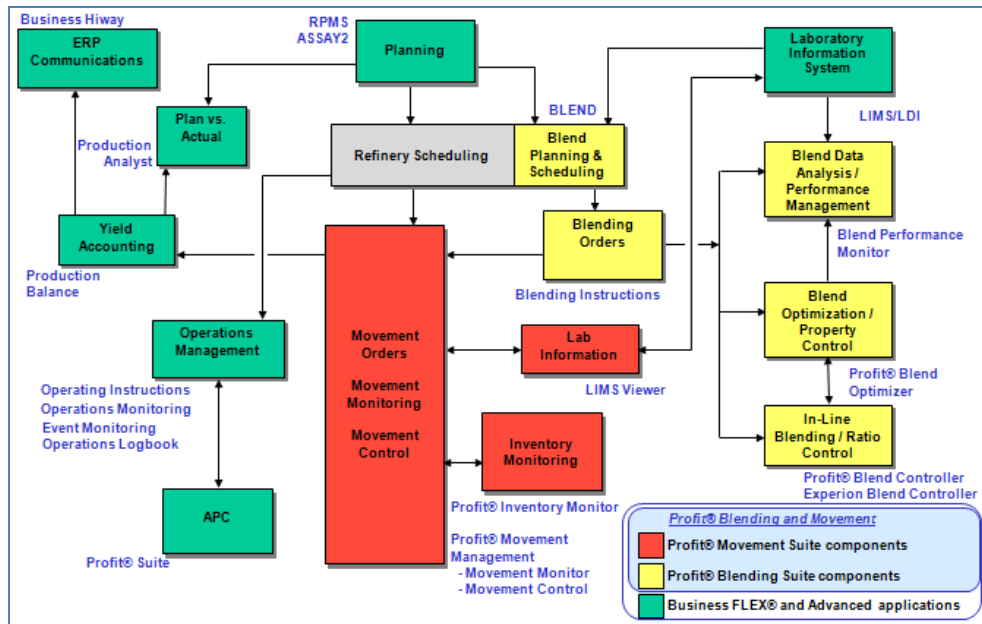 Business Hiway
ERP
Communications
RPMS
ASSAY2
Planning
Laboratory
Information
System
Plan vs.
Actual
Production
Analyst
BLEND
LIMS/LDI
Refinery Scheduling
Blend
Planning &
Scheduling
Blend Data
Analysis /
Performance
Management
Yield
Accounting
Blending
Orders
Blend Performance
Monitor
Production
Balance
Blending Instructions
Operations
Management
Movement
Orders
Movement
Monitoring
Movement
Control
Lab
Information
LIMS Viewer
Blend
Optimization /
Property
Control
Profit® Blend
Optimizer
Operating Instructions
Operations Monitoring
Event Monitoring
Operations Logbook
Inventory
Monitoring
In-Line
Blending / Ratio
Control
Profit® Blend Controller
Experion Blend Controller
APC
Profit® Suite
Profit® Inventory Monitor
Profit® Movement
Management
- Movement Monitor
- Movement Control
Profit® Blending and Movement
Profit® Movement Suite components
Profit® Blending Suite components
Business FLEX® and Advanced applications